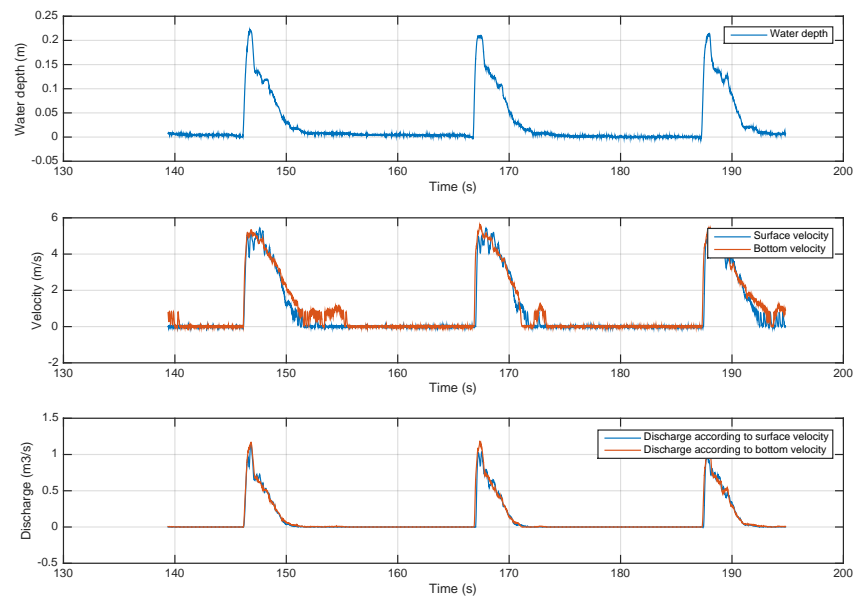 0.25
0.2
0.15
0.1
0.05
0
-0.05
Water depth (m)
Water depth
130 140 150 160 170 180 190 200
Time (s)
6
4
2
0
-2
Velocity (m/s)
Surface velocity
Bottom velocity
130 140 150 160 170 180 190 200
Time (s)
1.5
1
0.5
0
-0.5
Discharge (m3/s)
Discharge according to surface velocity
Discharge according to bottom velocity
130 140 150 160 170 180 190 200
Time (s)